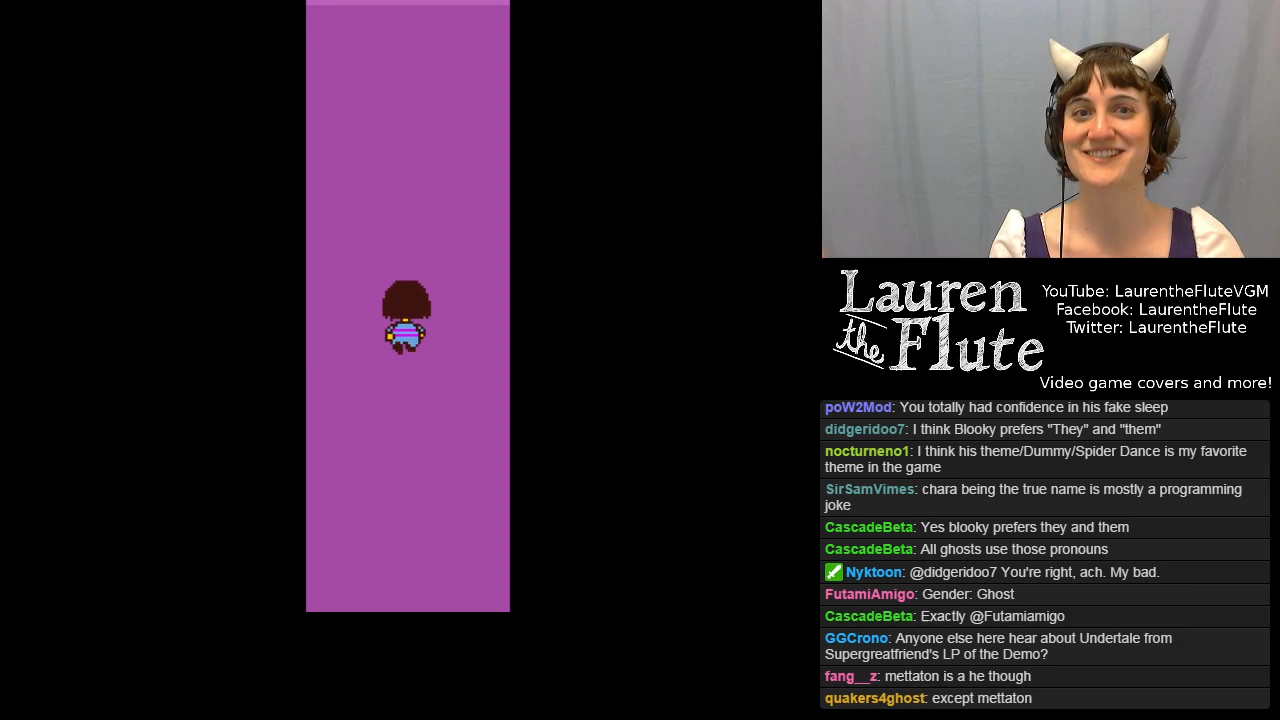 Lauren
the Flute
YouTube: LaurentheFluteVGM
Facebook: LaurentheFlute
Twitter: LaurentheFlute
Video game covers and more!
poW2Mod: You totally had confidence in his fake sleep
didgeridoo7: I think Blooky prefers "They" and "them"
nocturneno1: I think his theme/Dummy/Spider Dance is my favorite
theme in the game
SirSamVimes: chara being the true name is mostly a programming
joke
CascadeBeta: Yes blooky prefers they and them
CascadeBeta: All ghosts use those pronouns
Nyktoon: @didgeridoo7 You're right, ach. My bad.
FutamiAmigo: Gender: Ghost
CascadeBeta: Exactly @Futamiamigo
GGCrono: Anyone else here hear about Undertale from
Supergreatfriend's LP of the Demo?
fang__z: mettaton is a he though
quakers4ghost: except mettaton